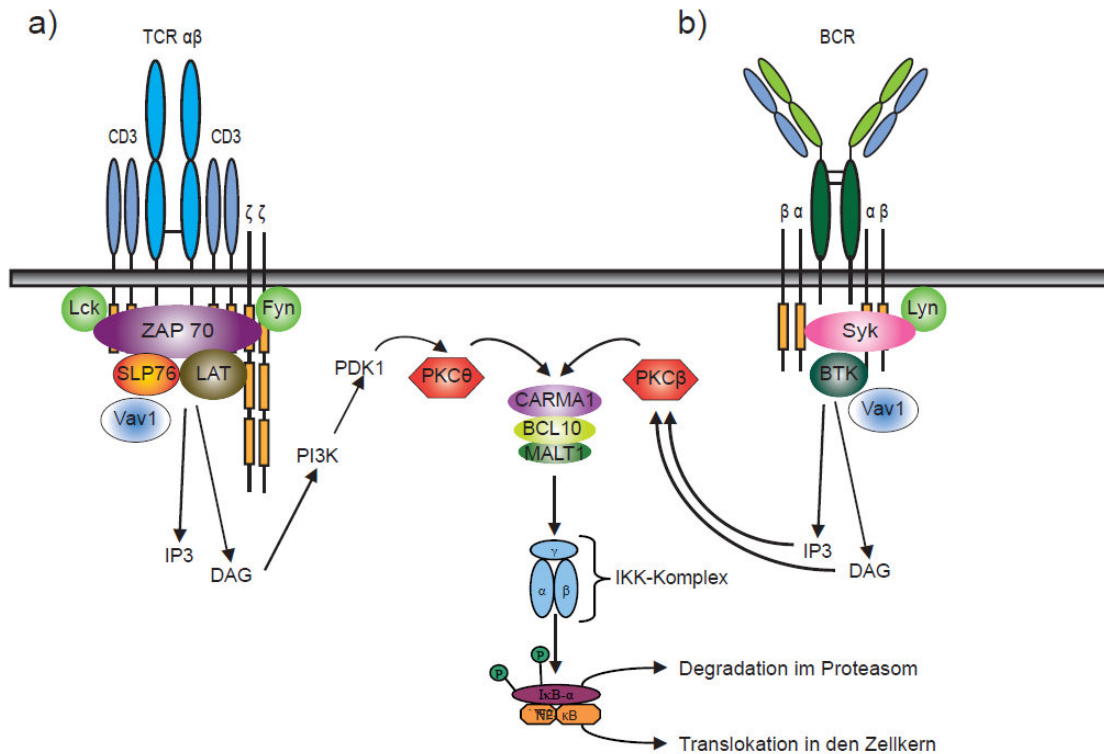 a)
TCR αβ
CD3
CD3
ζ ζ
Lck
Fyn
ZAP 70
SLP76
LAT
Vav1
IP3
DAG
PI3K
PDK1
PKCθ
b)
BCR
β α
α β
Lyn
Syk
BTK
Vav1
IP3
DAG
PKCβ
CARMA1
BCL10
MALT1
γ
α β
IKK-Komplex
P
P
IκB-α
κB
Degradation im Proteasom
Translokation in den Zellkern